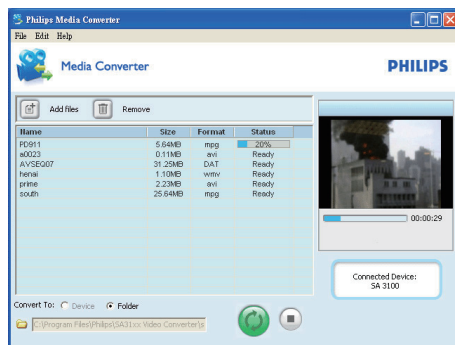 Philips Media Converter
File Edit Help
Media Converter
PHILIPS
Add files Remove
Name Size Format Status
PD911 5.64MB mpg 20%
a0023 0.11MB avi Ready
AVSEQ07 31.25MB DAT Ready
henai 1.10MB wmv Ready
prime 2.23MB avi Ready
south 25.64MB mpg Ready
00:00:29
Connected Device:
SA 3100
Convert To: Device Folder
C:\Program Files\Philips\SA31xx Video Converter\s